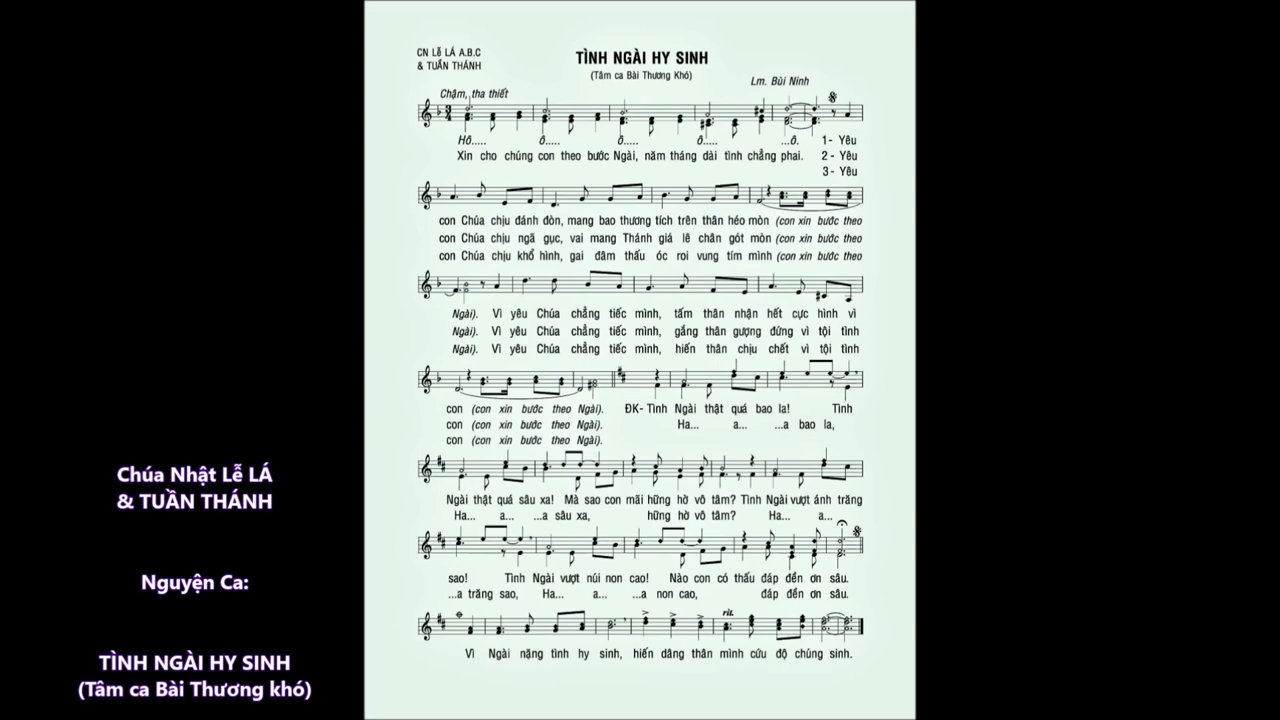 CN Lễ LÁ A.B.C
& TUẦN THÁNH
TÌNH NGÀI HY SINH
(Tâm ca Bài Thương Khó)
Lm. Bùi Ninh
Chậm, tha thiết
Hô..... ô..... ô..... ô..... ...ô. 1- Yêu
Xin cho chúng con theo bước Ngài, năm tháng dài tình chẳng phai. 2- Yêu
3- Yêu
con Chúa chịu đánh đòn, mang bao thương tích trên thân héo mòn (con xin bước theo
con Chúa chịu ngã gục, vai mang Thánh giá lê chân gót mòn (con xin bước theo
con Chúa chịu khổ hình, gai đâm thấu óc roi vung tím mình (con xin bước theo
Ngài). Vì yêu Chúa chẳng tiếc mình, tấm thân nhận hết cực hình vì
Ngài). Vì yêu Chúa chẳng tiếc mình, gắng thân gượng đứng vì tội tình
Ngài). Vì yêu Chúa chẳng tiếc mình, hiến thân chịu chết vì tội tình
con (con xin bước theo Ngài). ĐK- Tình Ngài thật quá bao la! Tình
con (con xin bước theo Ngài). Ha... a... ...a bao la,
con (con xin bước theo Ngài).
Ngài thật quá sâu xa! Mà sao con mãi hững hờ vô tâm? Tình Ngài vượt ánh trăng
Ha... a... ...a sâu xa, hững hờ vô tâm? Ha... a...
sao! Tình Ngài vượt núi non cao! Nào con có thấu đáp đền ơn sâu.
...a trăng sao, Ha... a... ...a non cao, đáp đền ơn sâu.
rit.
Vì Ngài nặng tình hy sinh, hiến dâng thân mình cứu độ chúng sinh.
Chúa Nhật Lễ LÁ
& TUẦN THÁNH
Nguyện Ca:
TÌNH NGÀI HY SINH
(Tâm ca Bài Thương khó)